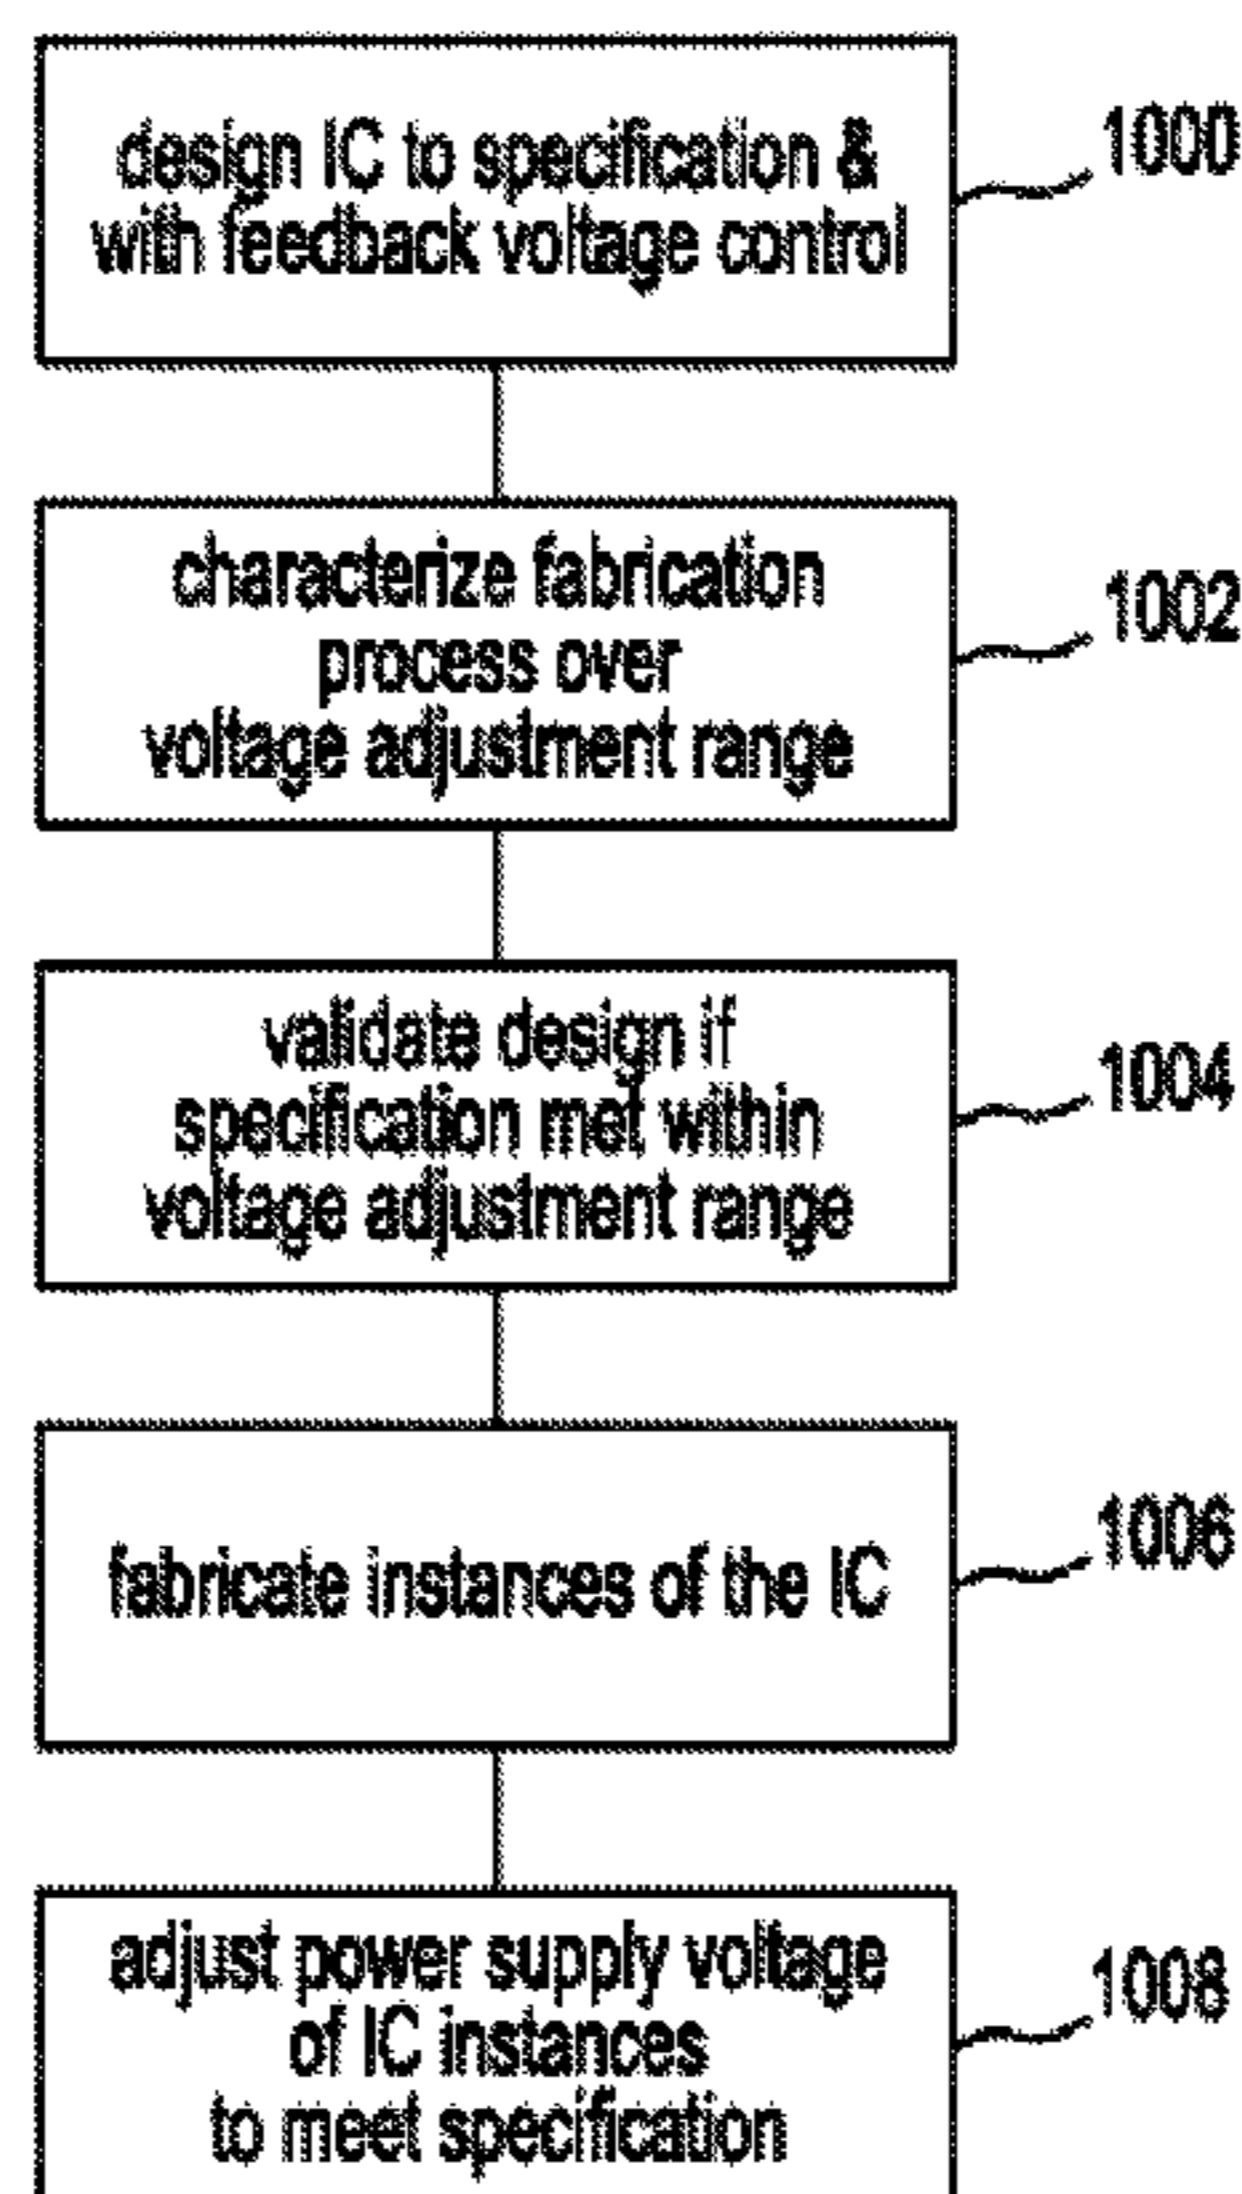 design IC to specification &
with feedback voltage control
1000
characterize fabrication
process over
voltage adjustment range
1002
validate design if
specification met within
voltage adjustment range
1004
fabricate instances of the IC
1006
adjust power supply voltage
of IC instances
to meet specification
1008